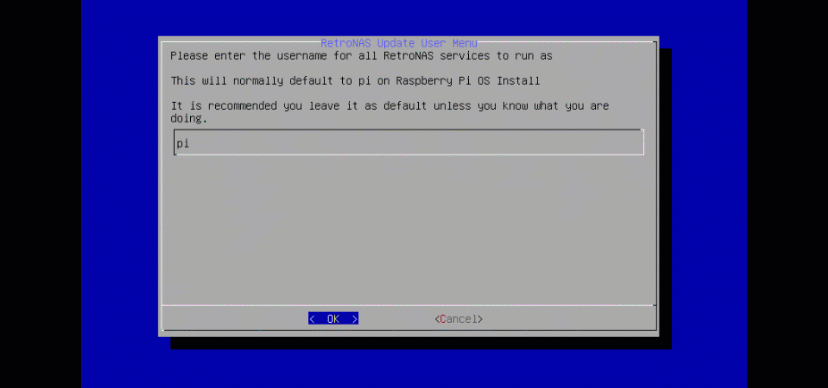 RetroNAS Update User Menu
Please enter the username for all RetroNAS services to run as
This will normally default to pi on Raspberry Pi OS Install
It is recommended you leave it as default unless you know what you are
doing.
pi
< OK > <Cancel>